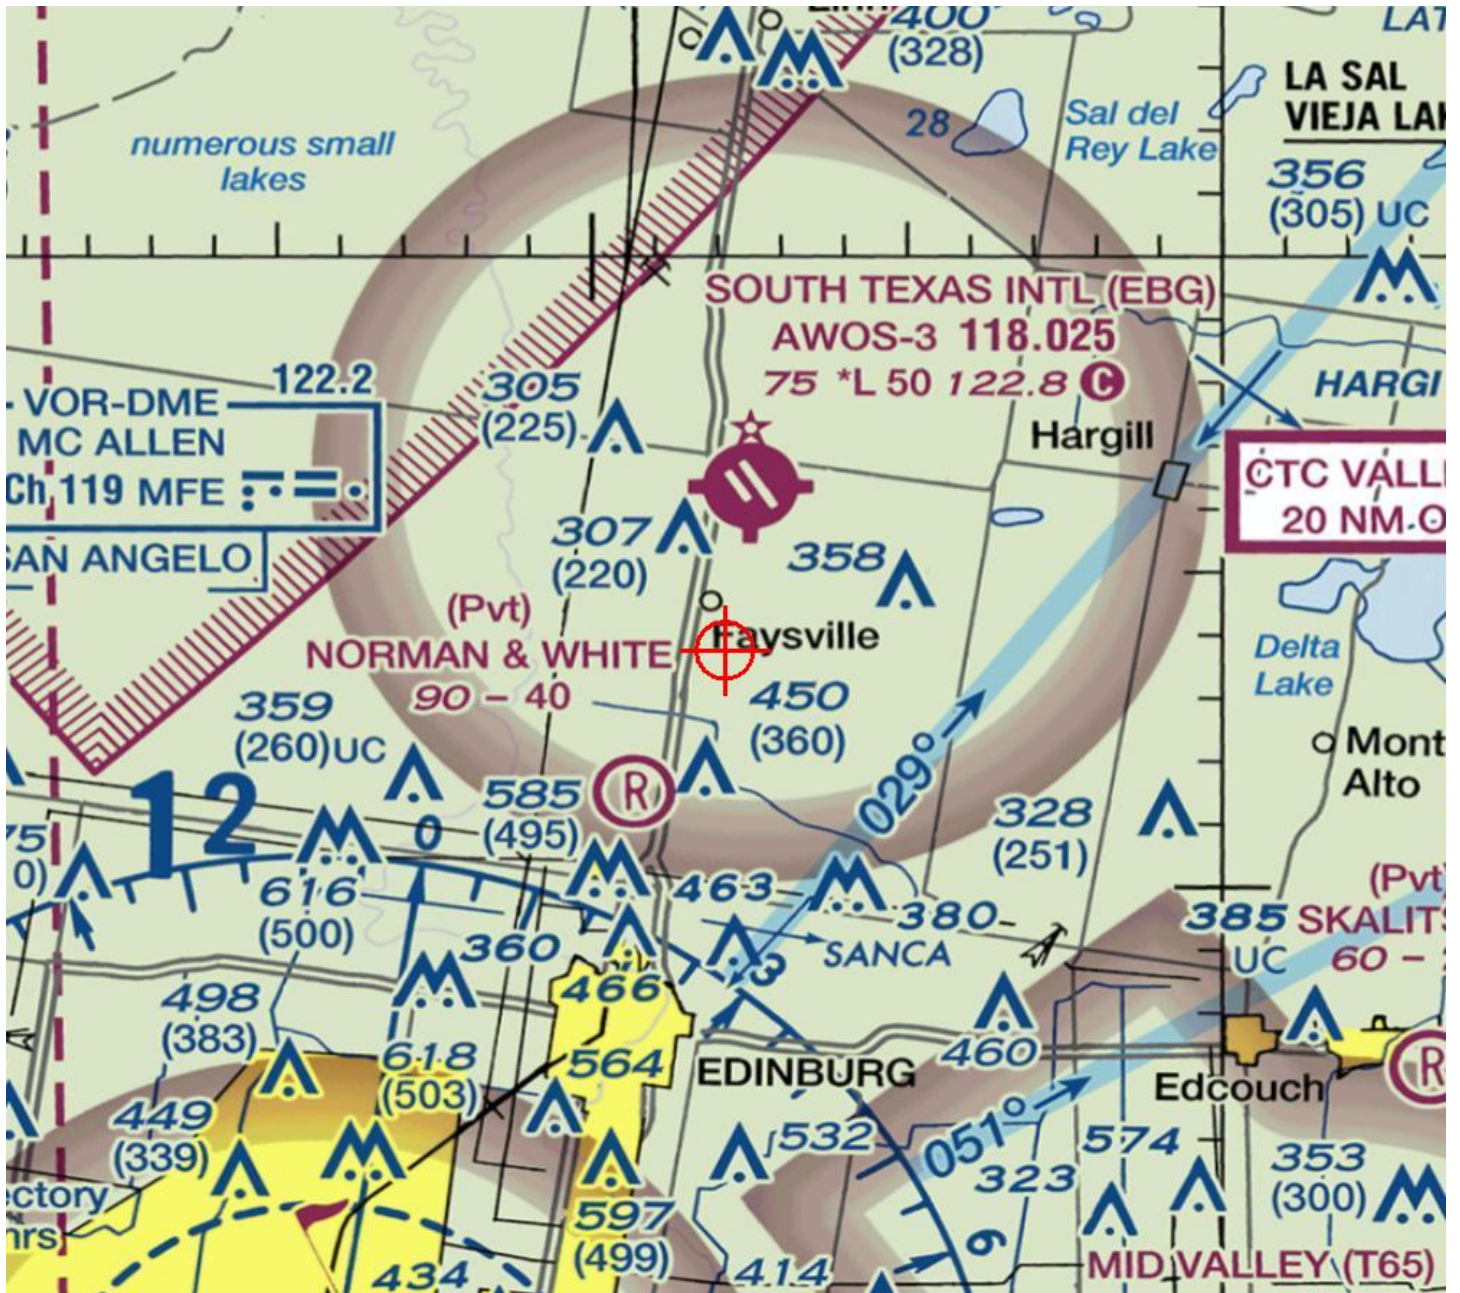 400
(328)
LA SAL
VIEJA
28
Sal del
Rey Lake
numerous small
lakes
356
(305) UC
SOUTH TEXAS INTL (EBG)
AWOS-3 118.025
75 *L 50 122.8 C
122.2
VOR-DME
MC ALLEN
Ch 119 MFE
SAN ANGELO
305
(225)
Hargill
CTC
20 NM
307
(220)
358
(Pvt)
NORMAN & WHITE
90 – 40
Faysville
Delta
Lake
450
(360)
359
(260)UC
R
029°
Mont
Alto
12
0
585
(495)
328
(251)
616
(500)
463
380
SANCA
3
(Pvt)
385
UC
60 –
360
466
498
(383)
618
(503)
564
EDINBURG
460
Edcouch
R
449
(339)
532
051°
574
323
353
(300)
597
(499)
6
434
414
MID VALLEY (T65)